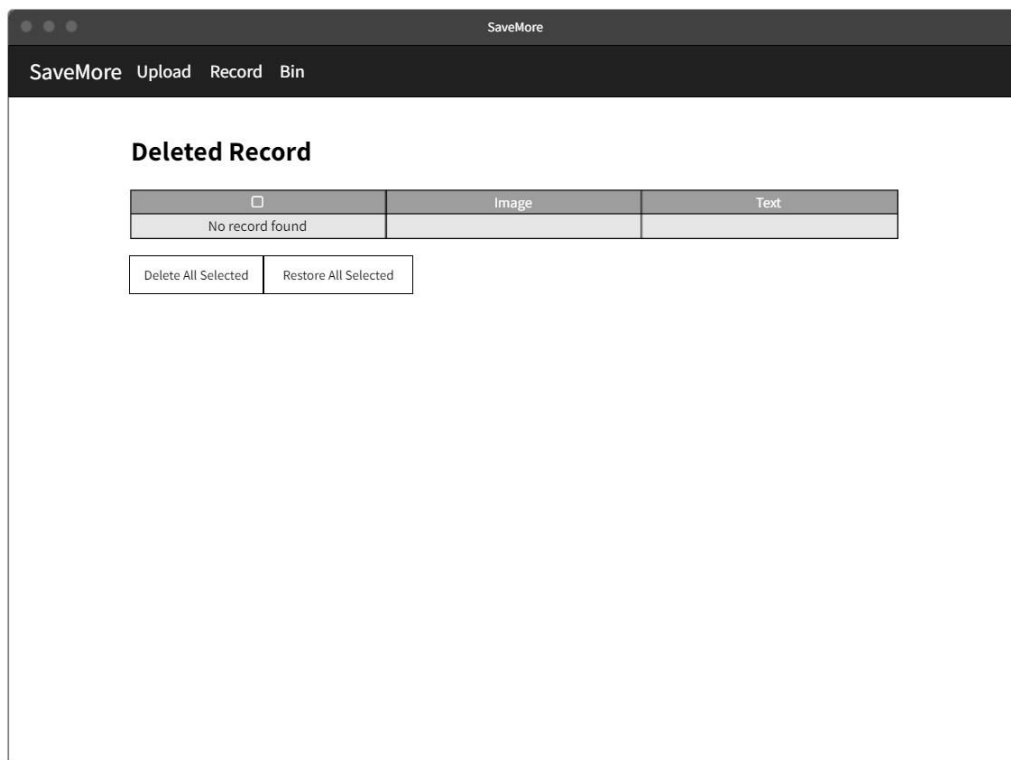 SaveMore
SaveMore Upload Record Bin
Deleted Record
Image Text
No record found
Delete All Selected Restore All Selected